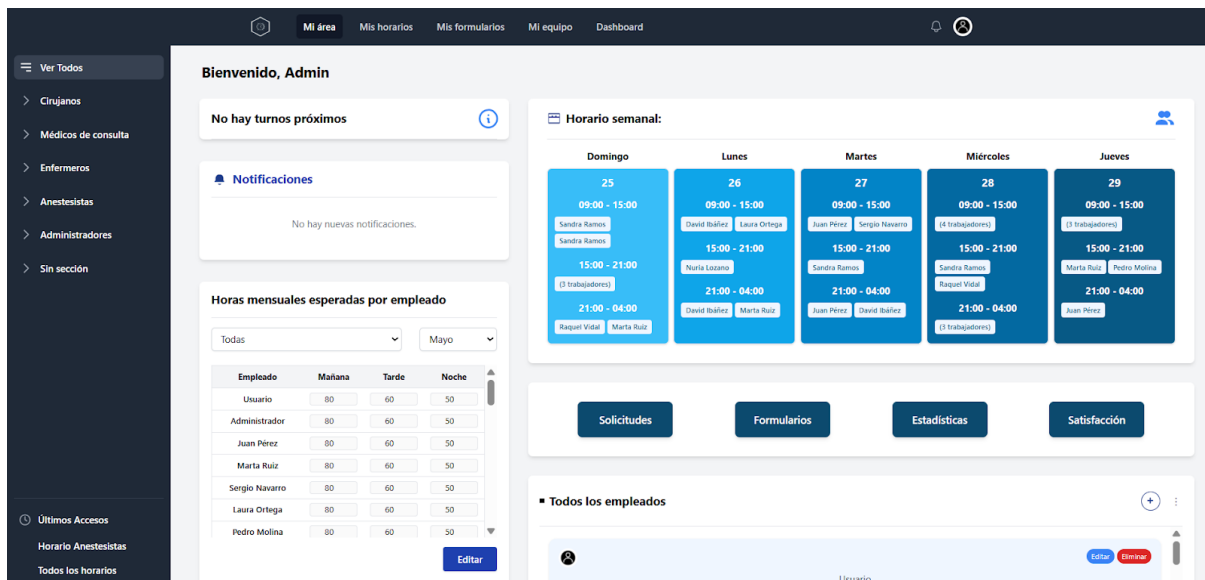 Mi área Mis horarios Mis formularios Mi equipo Dashboard
Ver Todos
Cirujanos
Médicos de consulta
Enfermeros
Anestesistas
Administradores
Sin sección
Últimos Accesos
Horario Anestesistas
Todos los horarios
Bienvenido, Admin
No hay turnos próximos
Notificaciones
No hay nuevas notificaciones.
Horas mensuales esperadas por empleado
Todas Mayo
Empleado Mañana Tarde Noche
Usuario 80 60 50
Administrador 80 60 50
Juan Pérez 80 60 50
Marta Ruiz 80 60 50
Sergio Navarro 80 60 50
Laura Ortega 80 60 50
Pedro Molina 80 60 50
Editar
Horario semanal:
Domingo
25
09:00 - 15:00
Sandra Ramos
Sandra Ramos
15:00 - 21:00
(3 trabajadores)
21:00 - 04:00
Raquel Vidal Marta Ruiz
Lunes
26
09:00 - 15:00
David Ibáñez Laura Ortega
15:00 - 21:00
Nuria Lozano
21:00 - 04:00
David Ibáñez Marta Ruiz
Martes
27
09:00 - 15:00
Juan Pérez Sergio Navarro
15:00 - 21:00
Sandra Ramos
21:00 - 04:00
Juan Pérez David Ibáñez
Miércoles
28
09:00 - 15:00
(4 trabajadores)
15:00 - 21:00
Sandra Ramos
Raquel Vidal
21:00 - 04:00
(3 trabajadores)
Jueves
29
09:00 - 15:00
(3 trabajadores)
15:00 - 21:00
Marta Ruiz Pedro Molina
21:00 - 04:00
Juan Pérez
Solicitudes Formularios Estadísticas Satisfacción
Todos los empleados
Editar Eliminar
Usuario